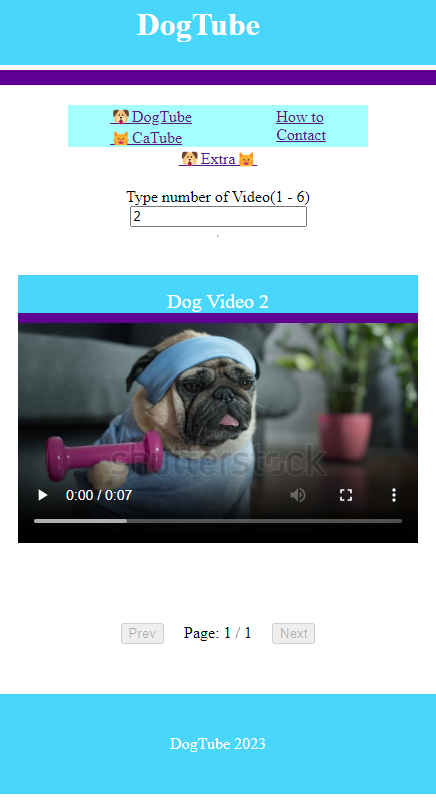 DogTube
🐶DogTube
🐱CaTube
How to
Contact
🐶Extra🐱
Type number of Video(1 - 6)
2
Dog Video 2
shutterstock
0:00 / 0:07
Prev Page: 1 / 1 Next
DogTube 2023